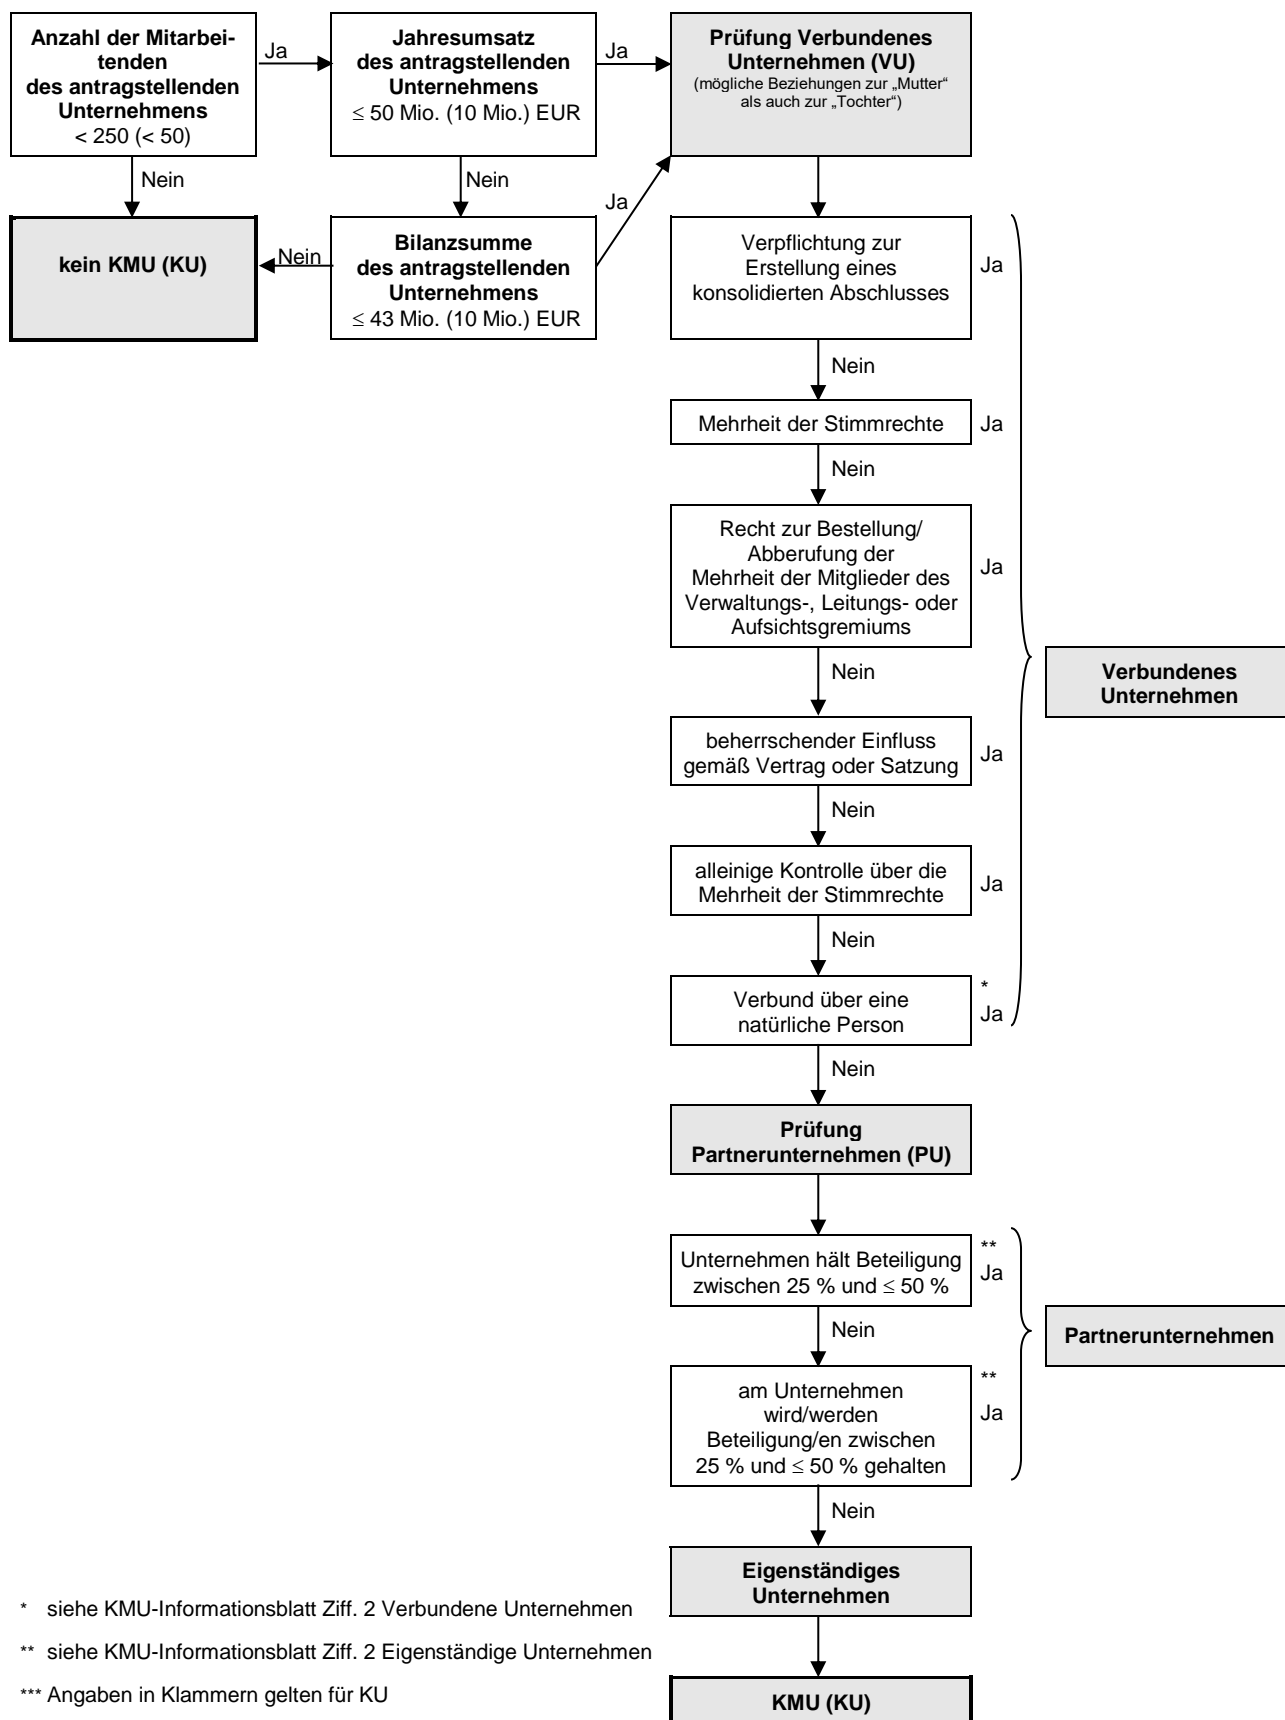 Anzahl der Mitarbei-
tenden
des antragstellenden
Unternehmens
< 250 (< 50)
Ja
Jahresumsatz
des antragstellenden
Unternehmens
≤ 50 Mio. (10 Mio.) EUR
Ja
Prüfung Verbundenes
Unternehmen (VU)
(mögliche Beziehungen zur „Mutter“
als auch zur „Tochter“)
Nein
Nein
Ja
kein KMU (KU)
Nein
Bilanzsumme
des antragstellenden
Unternehmens
≤ 43 Mio. (10 Mio.) EUR
Verpflichtung zur
Erstellung eines
konsolidierten Abschlusses
Ja
Nein
Mehrheit der Stimmrechte
Ja
Nein
Recht zur Bestellung/
Abberufung der
Mehrheit der Mitglieder des
Verwaltungs-, Leitungs- oder
Aufsichtsgremiums
Ja
Nein
Verbundenes
Unternehmen
beherrschender Einfluss
gemäß Vertrag oder Satzung
Ja
Nein
alleinige Kontrolle über die
Mehrheit der Stimmrechte
Ja
Nein
Verbund über eine
natürliche Person
*
Ja
Nein
Prüfung
Partnerunternehmen (PU)
Unternehmen hält Beteiligung
zwischen 25 % und ≤ 50 %
**
Ja
Nein
Partnerunternehmen
am Unternehmen
wird/werden
Beteiligung/en zwischen
25 % und ≤ 50 % gehalten
**
Ja
Nein
Eigenständiges
Unternehmen
* siehe KMU-Informationsblatt Ziff. 2 Verbundene Unternehmen
** siehe KMU-Informationsblatt Ziff. 2 Eigenständige Unternehmen
*** Angaben in Klammern gelten für KU
KMU (KU)